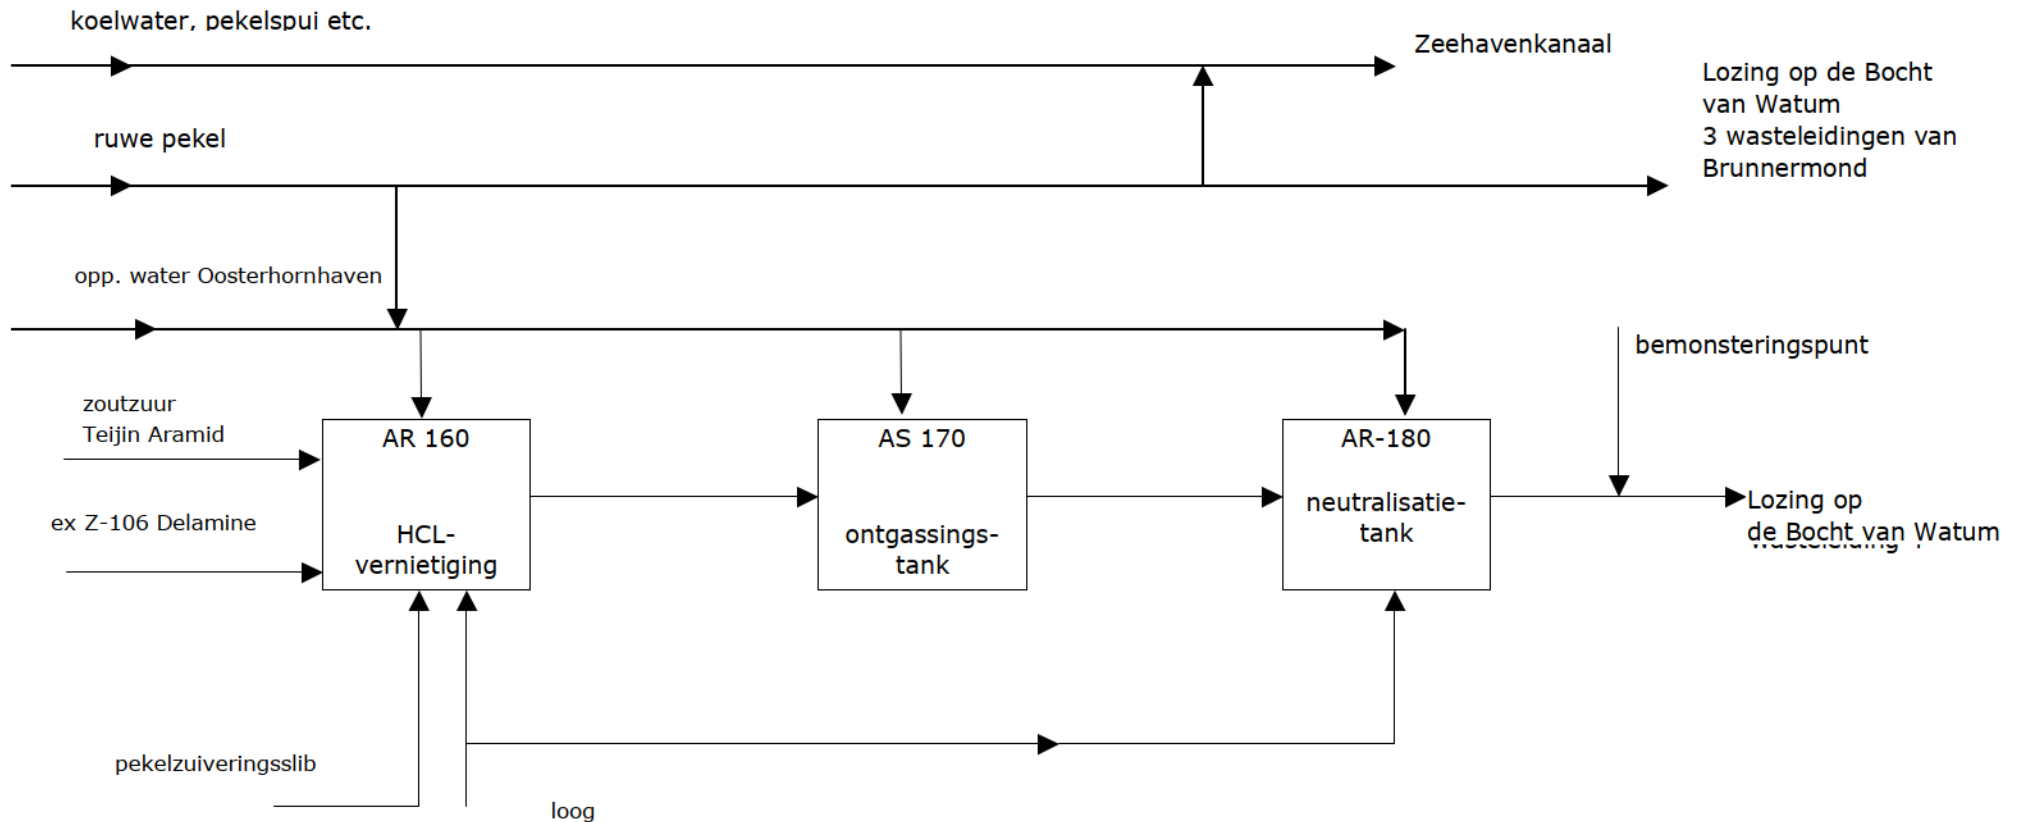 koelwater, pekelspui etc.
Zeehavenkanaal
Lozing op de Bocht
van Watum
3 wasteleidingen van
Brunnermond
ruwe pekel
opp. water Oosterhornhaven
bemonsteringspunt
zoutzuur
Teijin Aramid
ex Z-106 Delamine
AR 160
HCL-
vernietiging
AS 170
ontgassings-
tank
AR-180
neutralisatie-
tank
Lozing op
de Bocht van Watum
pekelzuiveringsslib
loog